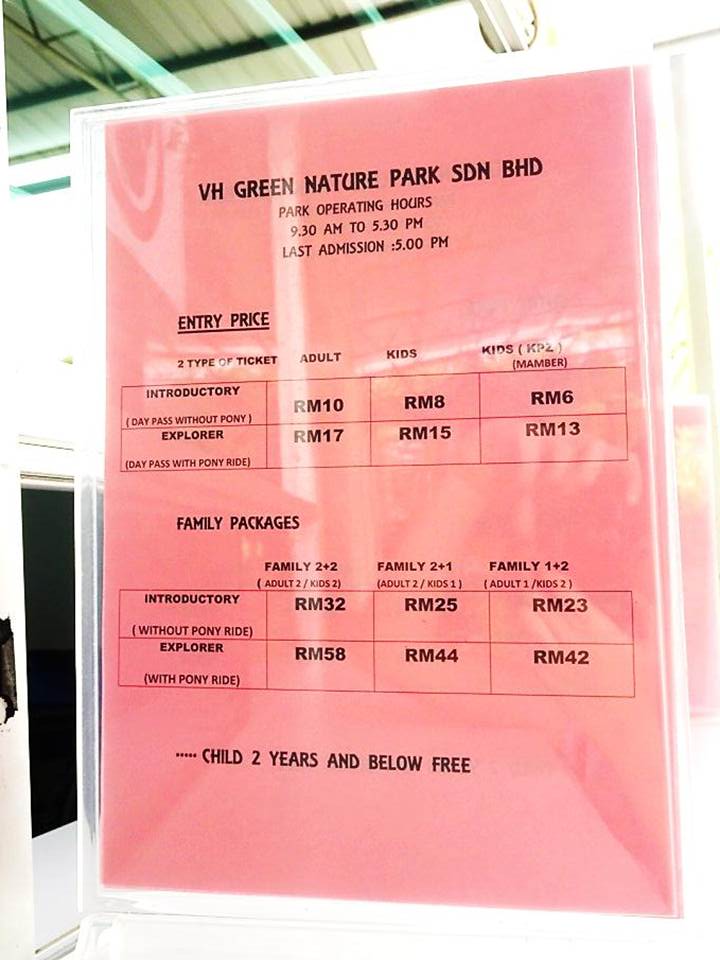 VH GREEN NATURE PARK SDN BHD
PARK OPERATING HOURS
9.30 AM TO 5.30 PM
LAST ADMISSION :5.00 PM
ENTRY PRICE
2 TYPE OF TICKET ADULT KIDS KIDS ( KPZ )
(MAMBER)
INTRODUCTORY RM10 RM8 RM6
( DAY PASS WITHOUT PONY )
EXPLORER RM17 RM15 RM13
(DAY PASS WITH PONY RIDE)
FAMILY PACKAGES
FAMILY 2+2 FAMILY 2+1 FAMILY 1+2
( ADULT 2 / KIDS 2) (ADULT 2 / KIDS 1 ) ( ADULT 1 /KIDS 2 )
INTRODUCTORY RM32 RM25 RM23
( WITHOUT PONY RIDE)
EXPLORER RM58 RM44 RM42
(WITH PONY RIDE)
..... CHILD 2 YEARS AND BELOW FREE